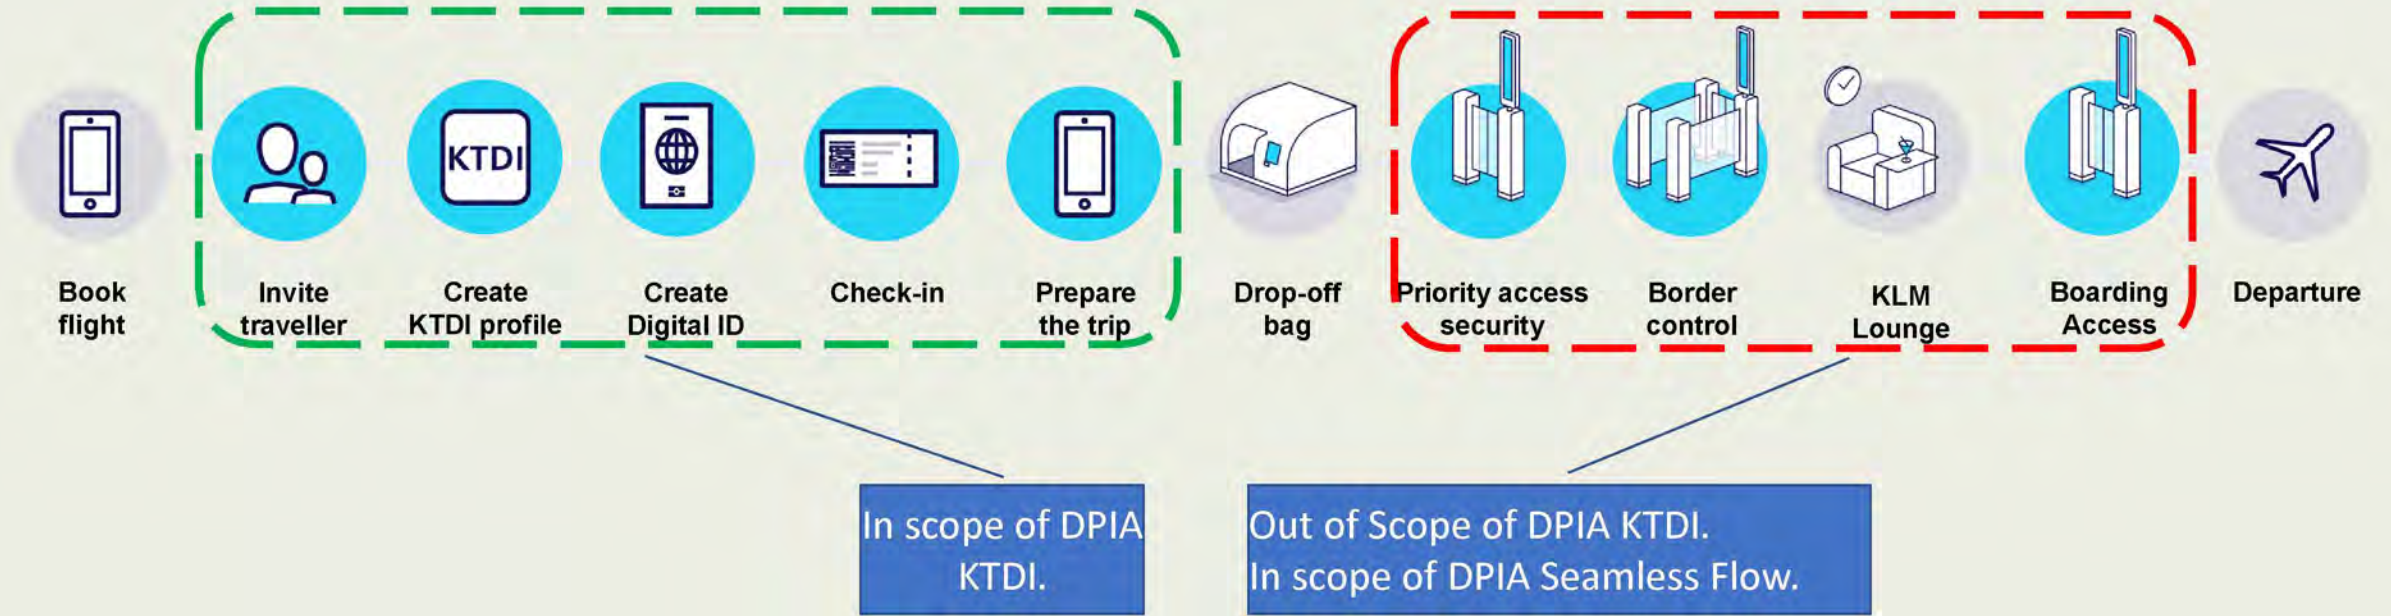 KTDI
Book
flight
Invite
traveller
Create
KTDI profile
Create
Digital ID
Check-in
Prepare
the trip
Drop-off
bag
Priority access
security
Border
control
KLM
Lounge
Boarding
Access
Departure
In scope of DPIA
KTDI.
Out of Scope of DPIA KTDI.
In scope of DPIA Seamless Flow.